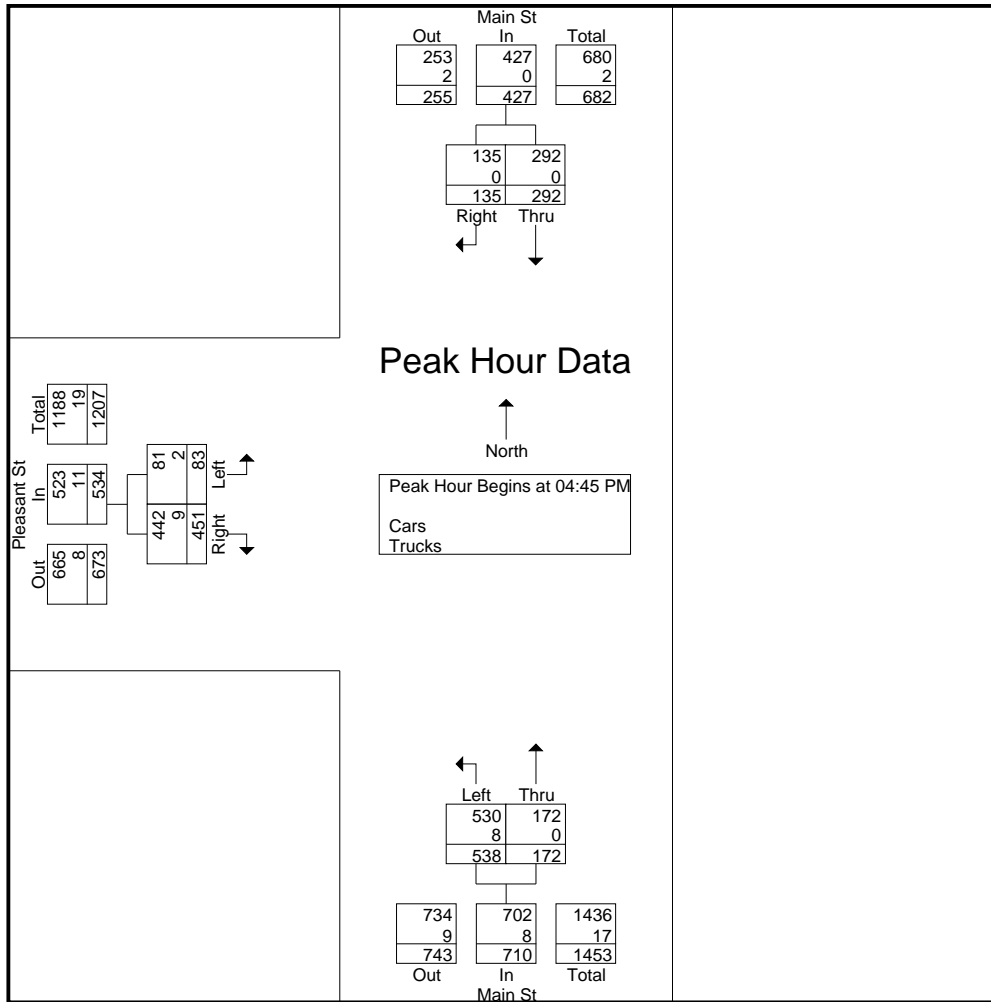 Main St
Out In Total
253 427 680
2 0 2
255 427 682
135 292
0 0
135 292
Right Thru
Peak Hour Data
North
Peak Hour Begins at 04:45 PM
Cars
Trucks
Pleasant St
Out In Total
665 523 1188
8 11 19
673 534 1207
442 81
9 2
451 83
Right Left
Left Thru
530 172
8 0
538 172
734 702 1436
9 8 17
743 710 1453
Out In Total
Main St